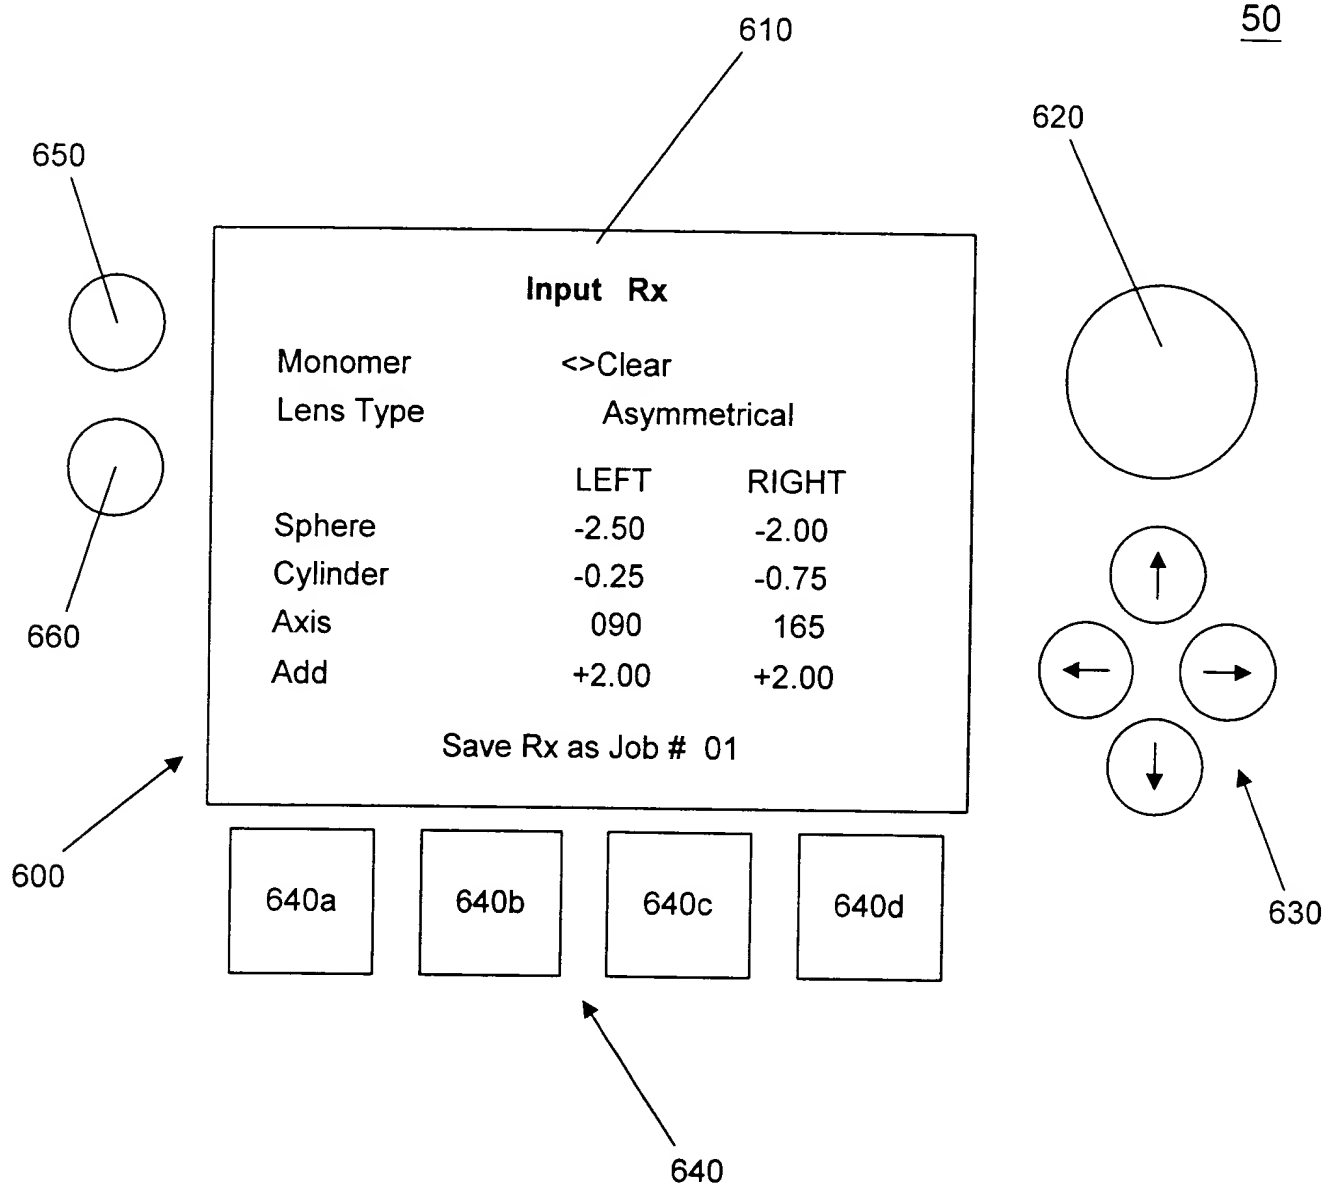 50
610
620
650
Input Rx
Monomer <>Clear
Lens Type Asymmetrical
LEFT RIGHT
Sphere -2.50 -2.00
Cylinder -0.25 -0.75
Axis 090 165
Add +2.00 +2.00
Save Rx as Job # 01
660
600
640a 640b 640c 640d
630
640